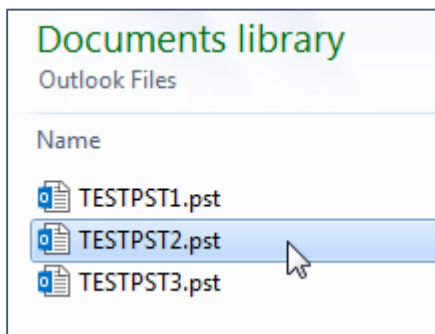 Documents library
Outlook Files
Name
TESTPST1.pst
TESTPST2.pst
TESTPST3.pst